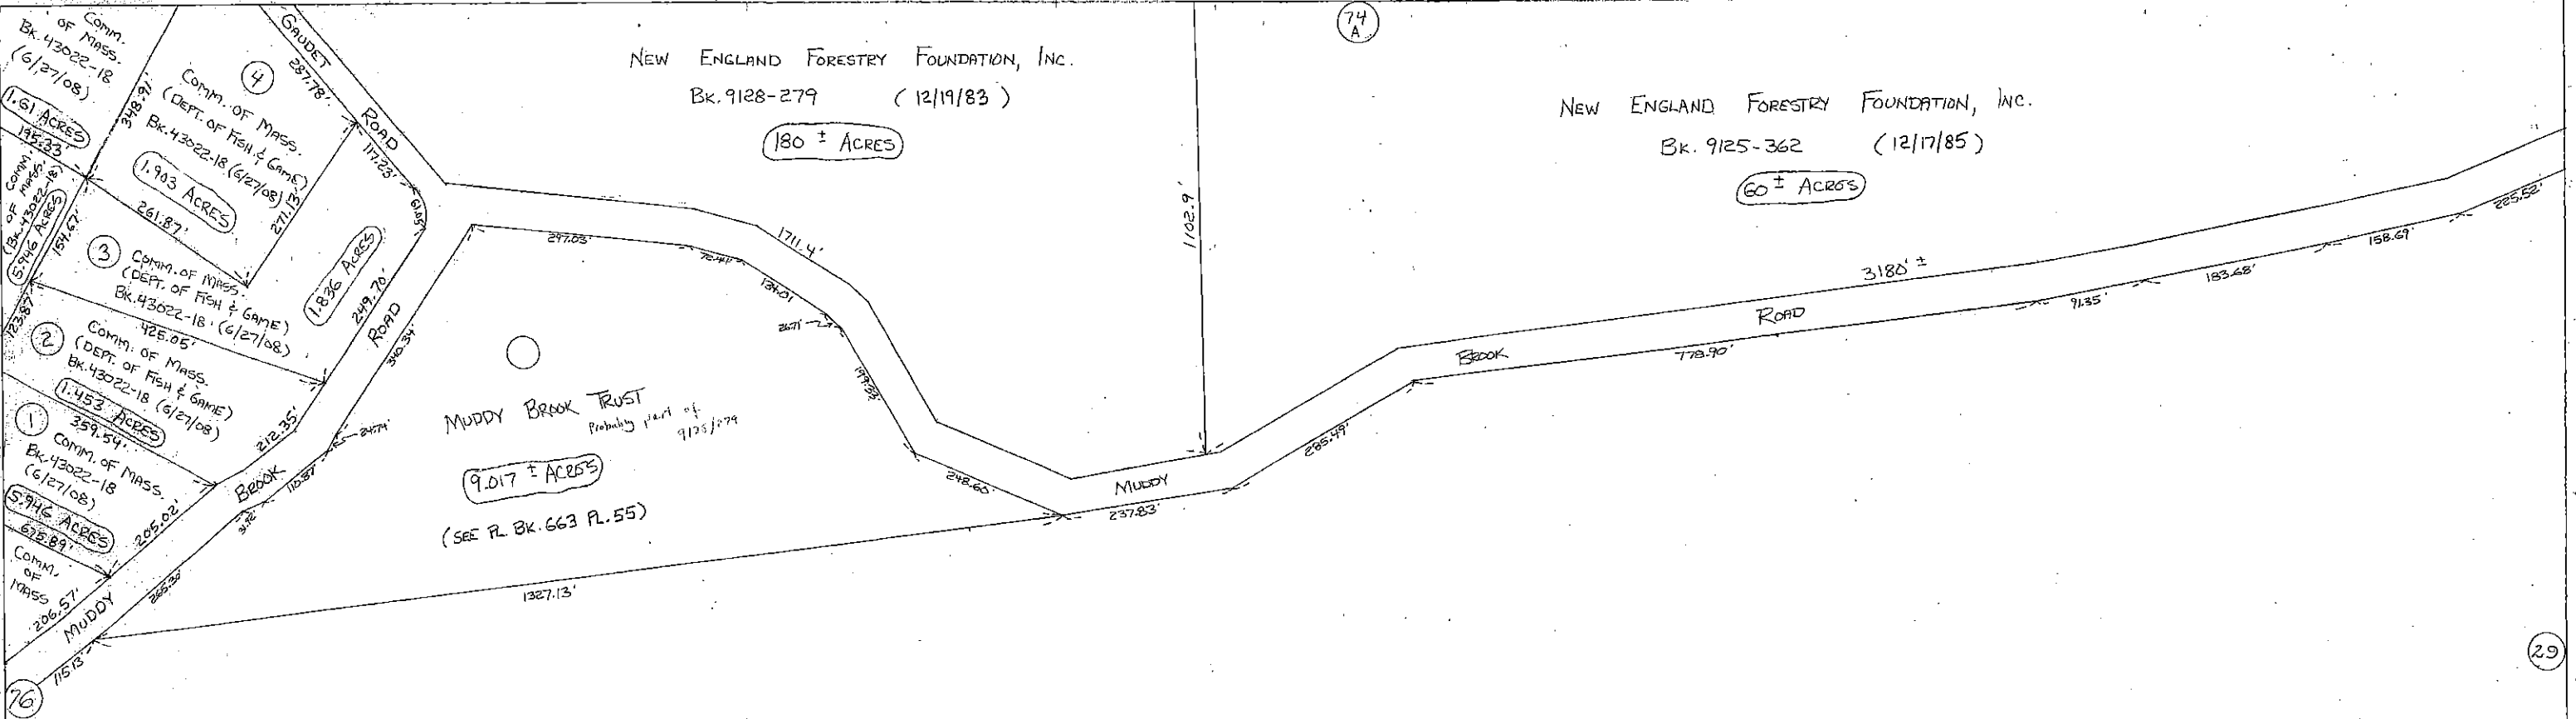 COMM.
OF MASS.
BK. 43022-18
(6/27/08)
1.61 ACRES
195.33'
348.91'
4
COMM. OF MASS.
(DEPT. OF FISH & GAME)
BK. 43022-18 (6/27/08)
1.903 ACRES
261.87'
271.13'
GAUDET
ROAD
287.78'
117.23'
61.05'
COMM.
OF MASS.
(BK. 43022-18)
5.946 ACRES
154.67'
3
COMM. OF MASS.
(DEPT. OF FISH & GAME)
BK. 43022-18 (6/27/08)
1.836 ACRES
249.70'
425.05'
123.87'
2
COMM. OF MASS.
(DEPT. OF FISH & GAME)
BK. 43022-18 (6/27/08)
1.453 ACRES
359.54'
212.35'
1
COMM. OF MASS.
BK. 43022-18
(6/27/08)
5.946 ACRES
675.89'
205.02'
COMM.
OF
MASS
206.57'
MUDDY
BROOK
ROAD
115.13'
265.30'
110.87'
24.74'
340.34'
76
NEW ENGLAND FORESTRY FOUNDATION, INC.
BK. 9128-279 (12/19/83)
180 ± ACRES
1711.4'
297.03'
134.01
199.33'
248.60'
MUDDY BROOK TRUST
Probably part of
9.017 ± ACRES
(SEE PL. BK. 663 PL. 55)
1327.13'
1102.9'
74
A
NEW ENGLAND FORESTRY FOUNDATION, INC.
BK. 9125-362 (12/17/85)
60 ± ACRES
3180' ±
MUDDY
BROOK
ROAD
237.83'
285.49'
778.90'
91.35'
183.68'
158.69'
225.52'
29